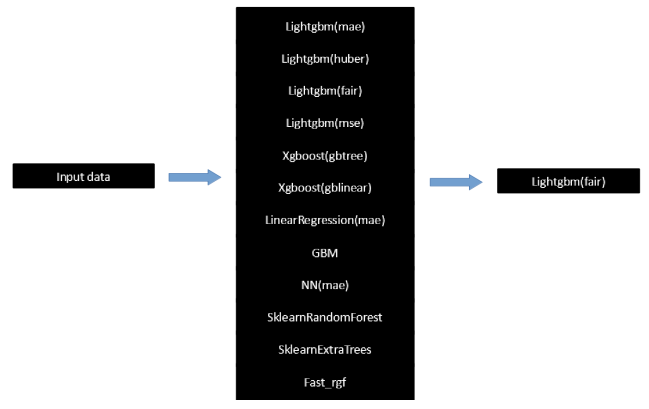 Lightgbm(mae)
Lightgbm(huber)
Lightgbm(fair)
Lightgbm(mse)
Xgboost(gbtree)
Input data
Xgboost(gblinear)
Lightgbm(fair)
LinearRegression(mae)
GBM
NN(mae)
SklearnRandomForest
SklearnExtraTrees
Fast_rgf